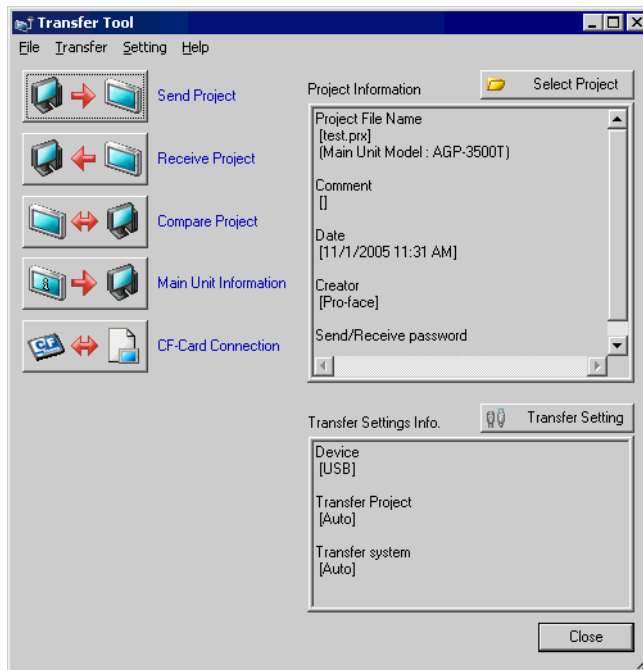 Transfer Tool
File Transfer Setting Help
Send Project
Receive Project
Compare Project
Main Unit Information
CF
CF-Card Connection
Project Information
Select Project
Project File Name
[test.prx]
(Main Unit Model : AGP-3500T)
Comment
[]
Date
[11/1/2005 11:31 AM]
Creator
[Pro-face]
Send/Receive password
Transfer Settings Info.
Transfer Setting
Device
[USB]
Transfer Project
[Auto]
Transfer system
[Auto]
Close